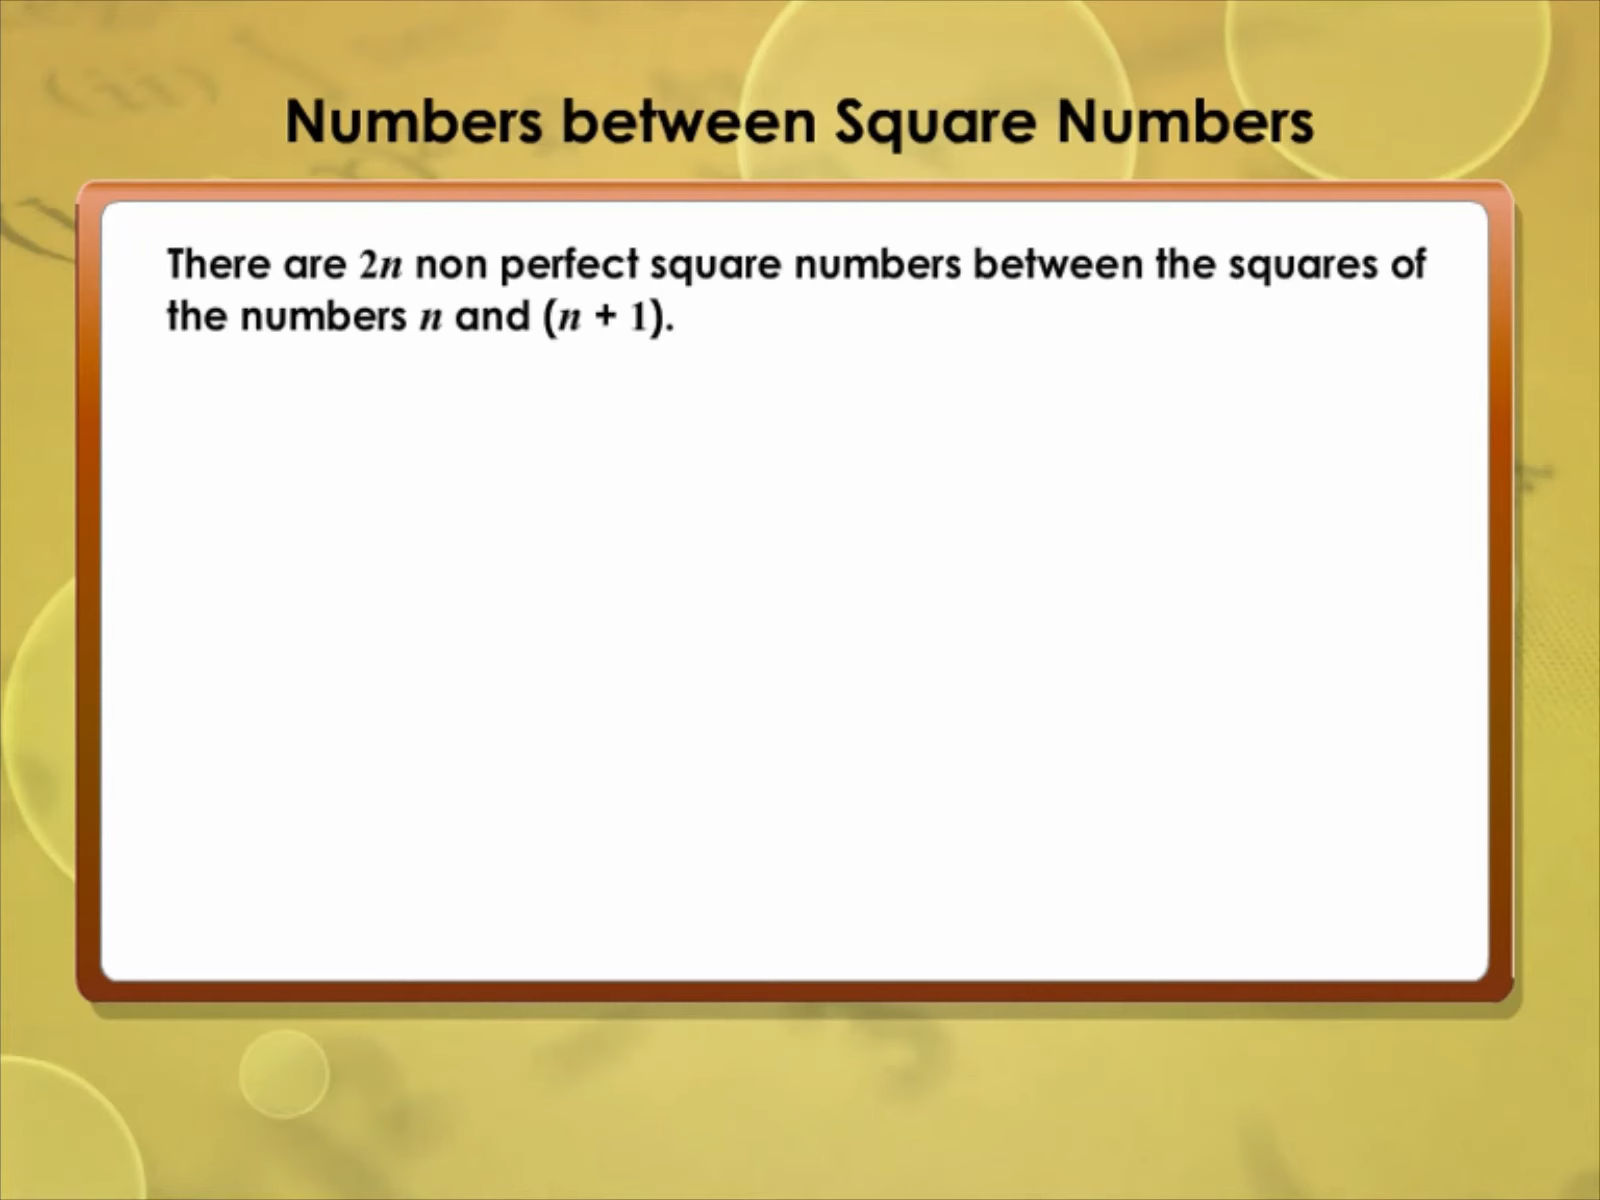 Numbers between Square Numbers
There are 2n non perfect square numbers between the squares of
the numbers n and (n + 1).